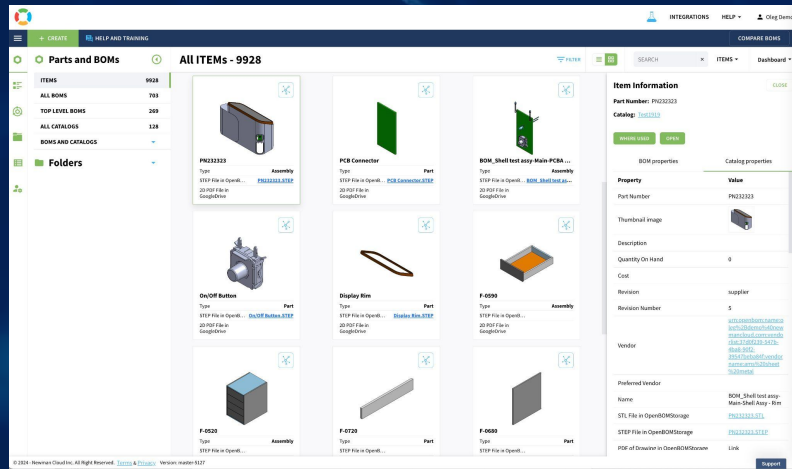 INTEGRATIONS
HELP
Oleg Demo
+ CREATE
HELP AND TRAINING
COMPARE BOMS
Parts and BOMs
All ITEMs - 9928
FILTER
SEARCH
×
ITEMS
Dashboard
ITEMS 9928
ALL BOMS 703
TOP LEVEL BOMS 269
ALL CATALOGS 128
BOMS AND CATALOGS
Folders
PN232323
Type Assembly
STEP File in OpenB... PN232323.STEP
2D PDF File in
GoogleDrive
PCB Connector
Type Part
STEP File in OpenB... PCB Connector.STEP
2D PDF File in
GoogleDrive
BOM_Shell test assy-Main-PCBA ...
Type Assembly
STEP File in OpenB... BOM_Shell test as...
2D PDF File in
GoogleDrive
On/Off Button
Type Part
STEP File in OpenB... On/Off Button.STEP
2D PDF File in
GoogleDrive
Display Rim
Type Part
STEP File in OpenB... Display Rim.STEP
2D PDF File in
GoogleDrive
F-0590
Type Assembly
STEP File in OpenB...
2D PDF File in
GoogleDrive
F-0520
Type Assembly
STEP File in OpenB...
F-0720
Type Part
STEP File in OpenB...
F-0680
Type Part
STEP File in OpenB...
Item Information
CLOSE
Part Number: PN232323
Catalog: Test1919
WHERE USED
OPEN
BOM properties
Catalog properties
Property Value
Part Number PN232323
Thumbnail image
Description
Quantity On Hand 0
Cost
Revision supplier
Revision Number 5
Vendor
Preferred Vendor
Name BOM_Shell test assy-
Main-Shell Assy - Rim
STL File in OpenBOMStorage PN232323.STL
STEP File in OpenBOMStorage PN232323.STEP
PDF of Drawing in OpenBOMStorage Link
© 2024 - Newman Cloud Inc. All Right Reserved. Terms & Privacy Version: master-5127
Support